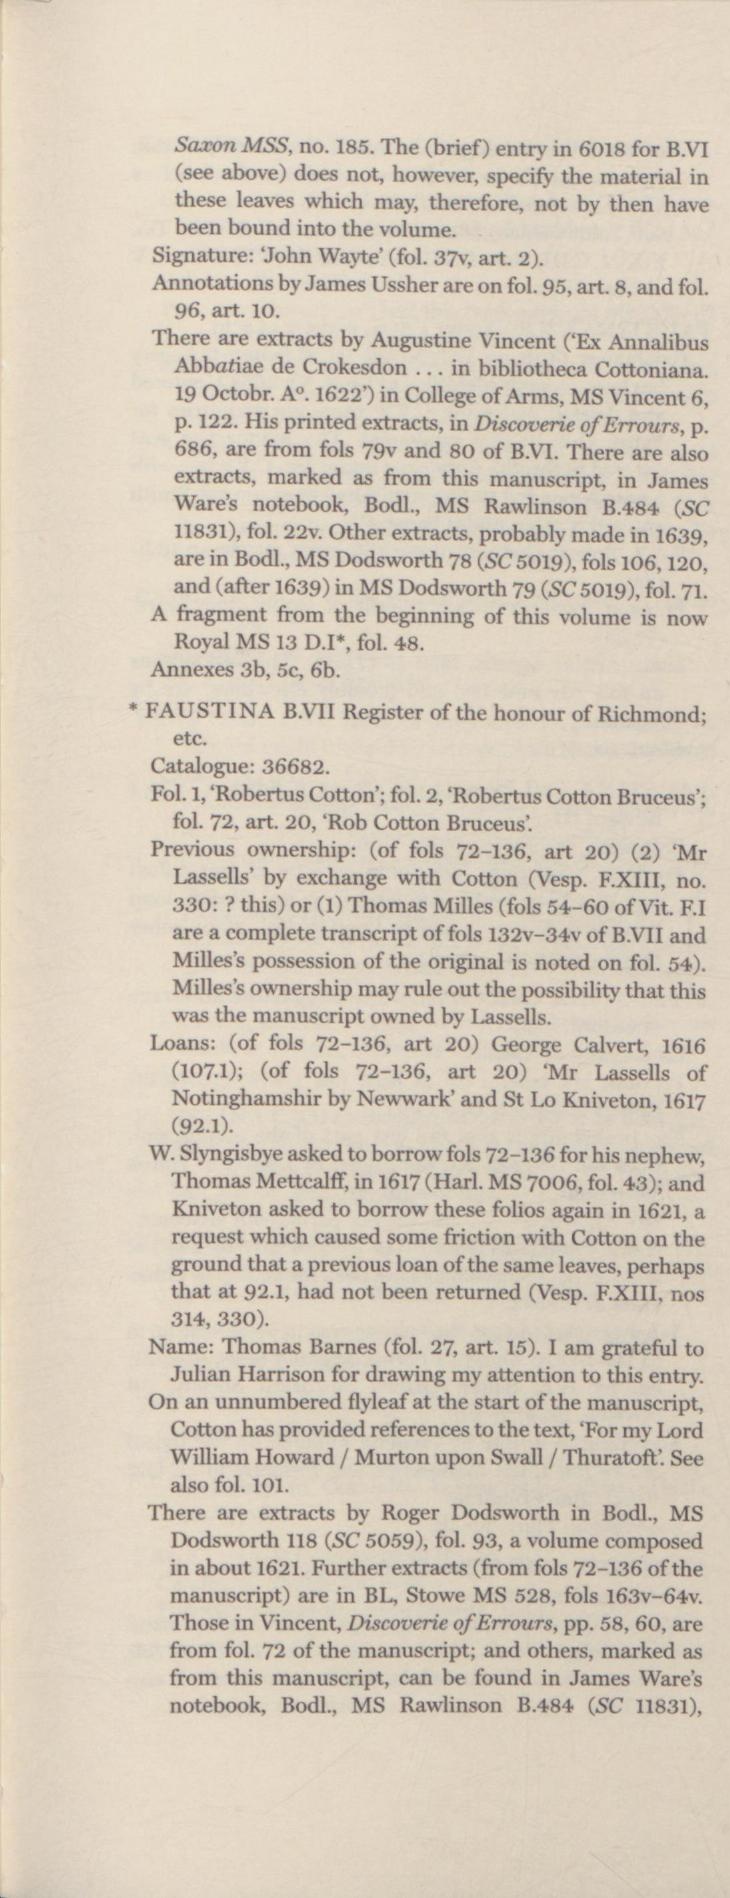 Saxon MSS, no. 185. The (brief) entry in 6018 for B.VI
(see above) does not, however, specify the material in
these leaves which may, therefore, not by then have
been bound into the volume.
Signature: ‘John Wayte’ (fol. 37v, art. 2).
Annotations by James Ussher are on fol. 95, art. 8, and fol.
96, art. 10.
There are extracts by Augustine Vincent (‘Ex Annalibus
Abbatiae de Crokesdon ... in bibliotheca Cottoniana.
19 Octobr. Aº. 1622’) in College of Arms, MS Vincent 6,
p. 122. His printed extracts, in Discoverie of Errours, p.
686, are from fols 79v and 80 of B.VI. There are also
extracts, marked as from this manuscript, in James
Ware’s notebook, Bodl., MS Rawlinson B.484 (SC
11831), fol. 22v. Other extracts, probably made in 1639,
are in Bodl., MS Dodsworth 78 (SC 5019), fols 106, 120,
and (after 1639) in MS Dodsworth 79 (SC 5019), fol. 71.
A fragment from the beginning of this volume is now
Royal MS 13 D.I*, fol. 48.
Annexes 3b, 5c, 6b.
* FAUSTINA B.VII Register of the honour of Richmond;
etc.
Catalogue: 36682.
Fol. 1, ‘Robertus Cotton’; fol. 2, ‘Robertus Cotton Bruceus’;
fol. 72, art. 20, ‘Rob Cotton Bruceus’.
Previous ownership: (of fols 72–136, art 20) (2) ‘Mr
Lassells’ by exchange with Cotton (Vesp. F.XIII, no.
330: ? this) or (1) Thomas Milles (fols 54–60 of Vit. F.I
are a complete transcript of fols 132v–34v of B.VII and
Milles’s possession of the original is noted on fol. 54).
Milles’s ownership may rule out the possibility that this
was the manuscript owned by Lassells.
Loans: (of fols 72–136, art 20) George Calvert, 1616
(107.1); (of fols 72–136, art 20) ‘Mr Lassells of
Notinghamshir by Newwark’ and St Lo Kniveton, 1617
(92.1).
W. Slyngisbye asked to borrow fols 72–136 for his nephew,
Thomas Mettcalff, in 1617 (Harl. MS 7006, fol. 43); and
Kniveton asked to borrow these folios again in 1621, a
request which caused some friction with Cotton on the
ground that a previous loan of the same leaves, perhaps
that at 92.1, had not been returned (Vesp. F.XIII, nos
314, 330).
Name: Thomas Barnes (fol. 27, art. 15). I am grateful to
Julian Harrison for drawing my attention to this entry.
On an unnumbered flyleaf at the start of the manuscript,
Cotton has provided references to the text, ‘For my Lord
William Howard / Murton upon Swall / Thuratoft’. See
also fol. 101.
There are extracts by Roger Dodsworth in Bodl., MS
Dodsworth 118 (SC 5059), fol. 93, a volume composed
in about 1621. Further extracts (from fols 72–136 of the
manuscript) are in BL, Stowe MS 528, fols 163v–64v.
Those in Vincent, Discoverie of Errours, pp. 58, 60, are
from fol. 72 of the manuscript; and others, marked as
from this manuscript, can be found in James Ware’s
notebook, Bodl., MS Rawlinson B.484 (SC 11831),